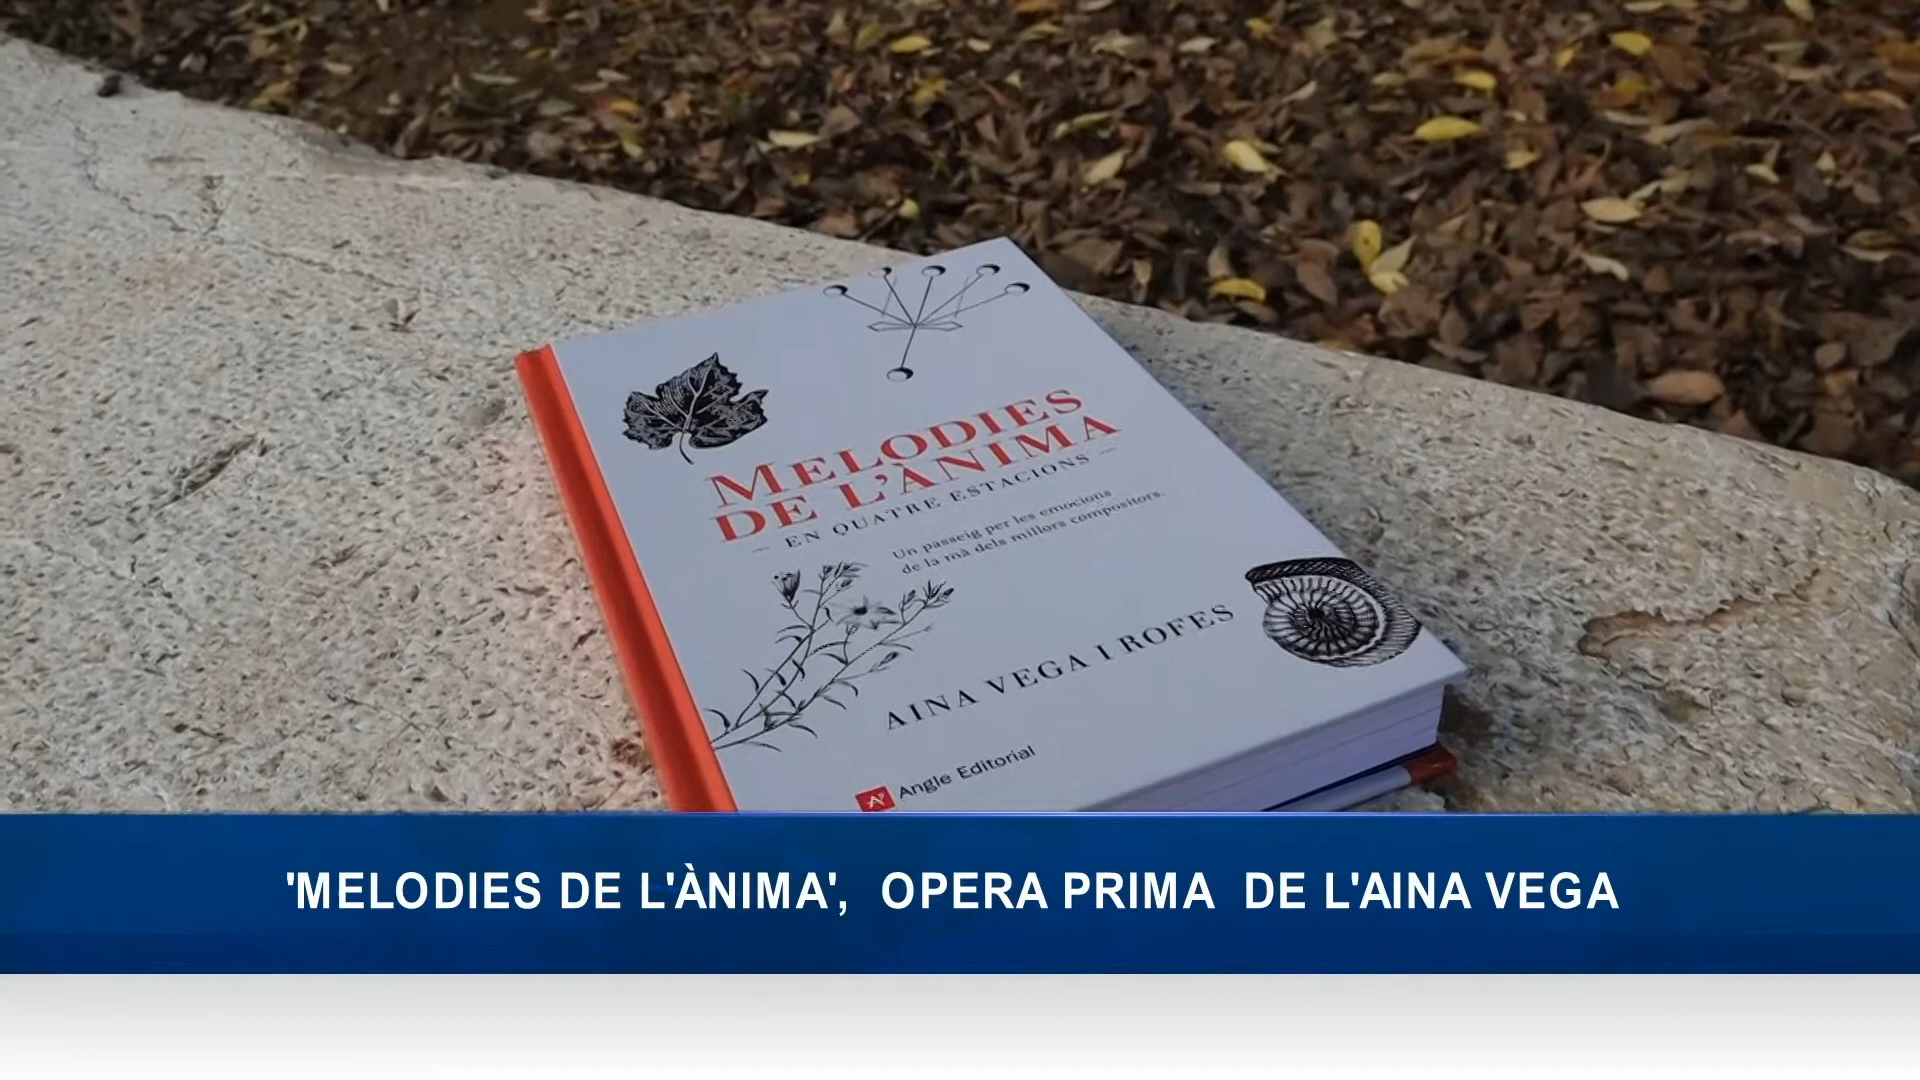 MELODIES
DE L'ÀNIMA
— EN QUATRE ESTACIONS —
Un passeig per les emocions
de la mà dels millors compositors.
AINA VEGA I ROFES
A Angle Editorial
'MELODIES DE L'ÀNIMA', OPERA PRIMA DE L'AINA VEGA